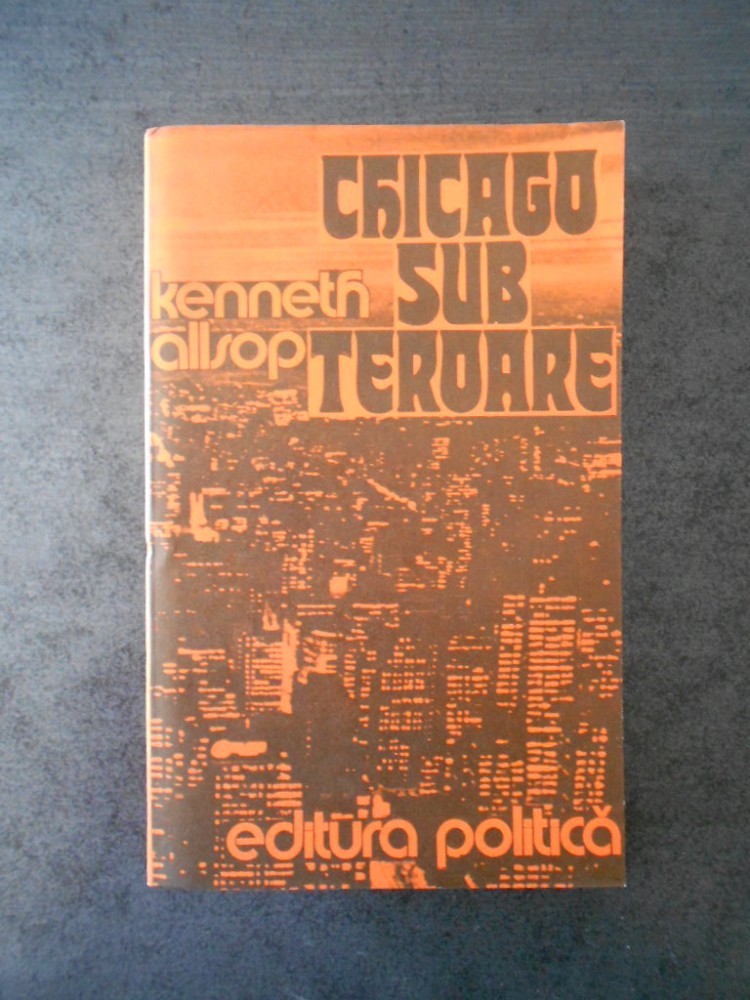 CHICAGO
SUB
TEROARE
kenneth
allsop
editura politică